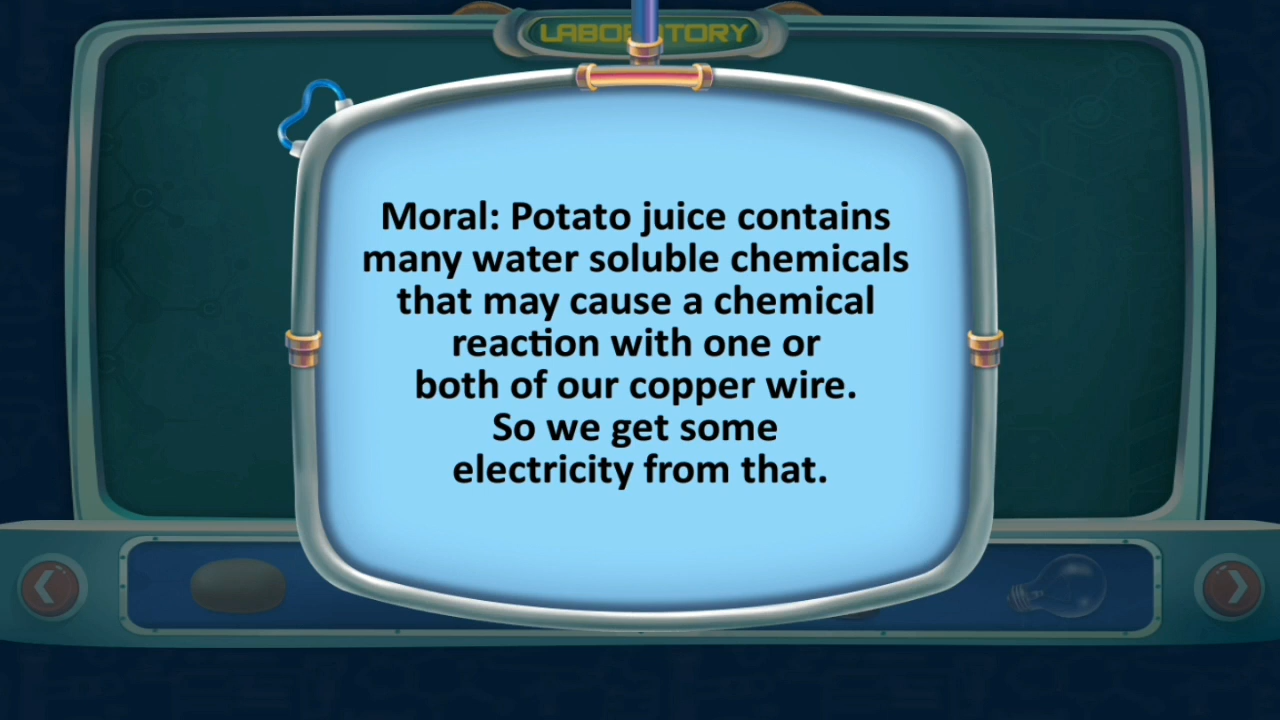 LABORATORY
Moral: Potato juice contains
many water soluble chemicals
that may cause a chemical
reaction with one or
both of our copper wire.
So we get some
electricity from that.